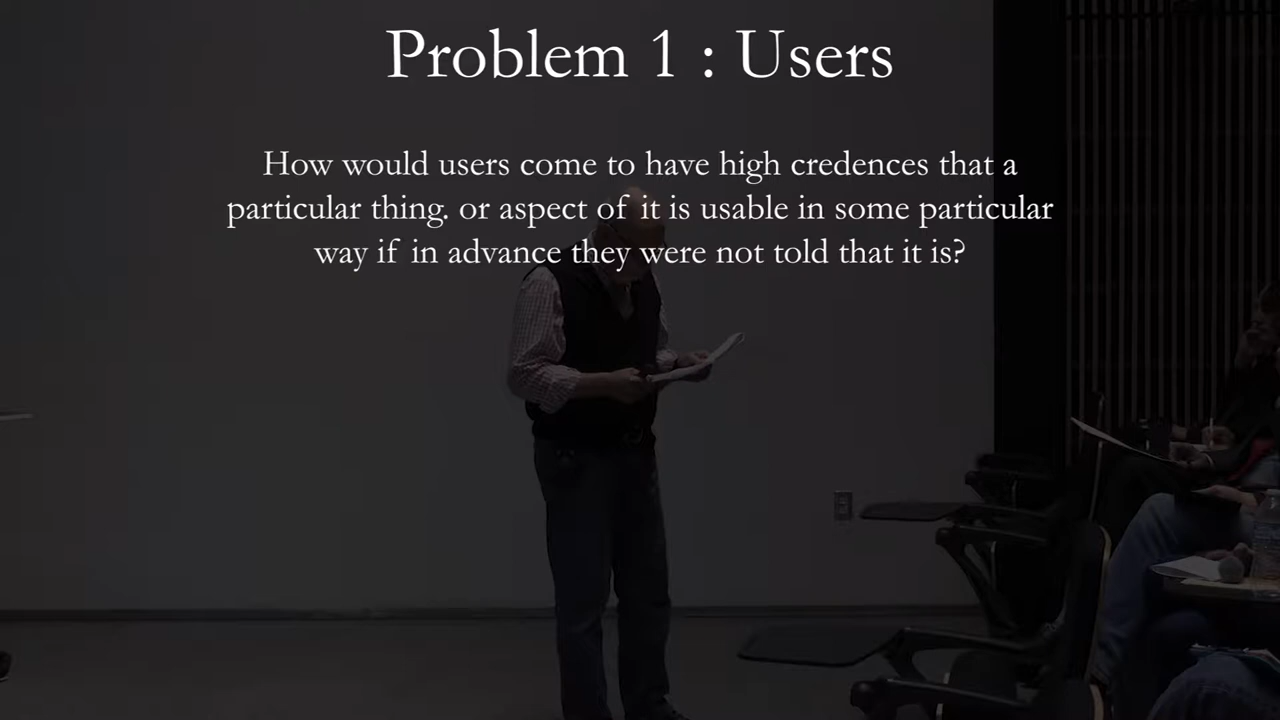 Problem 1 : Users
How would users come to have high credences that a
particular thing. or aspect of it is usable in some particular
way if in advance they were not told that it is?